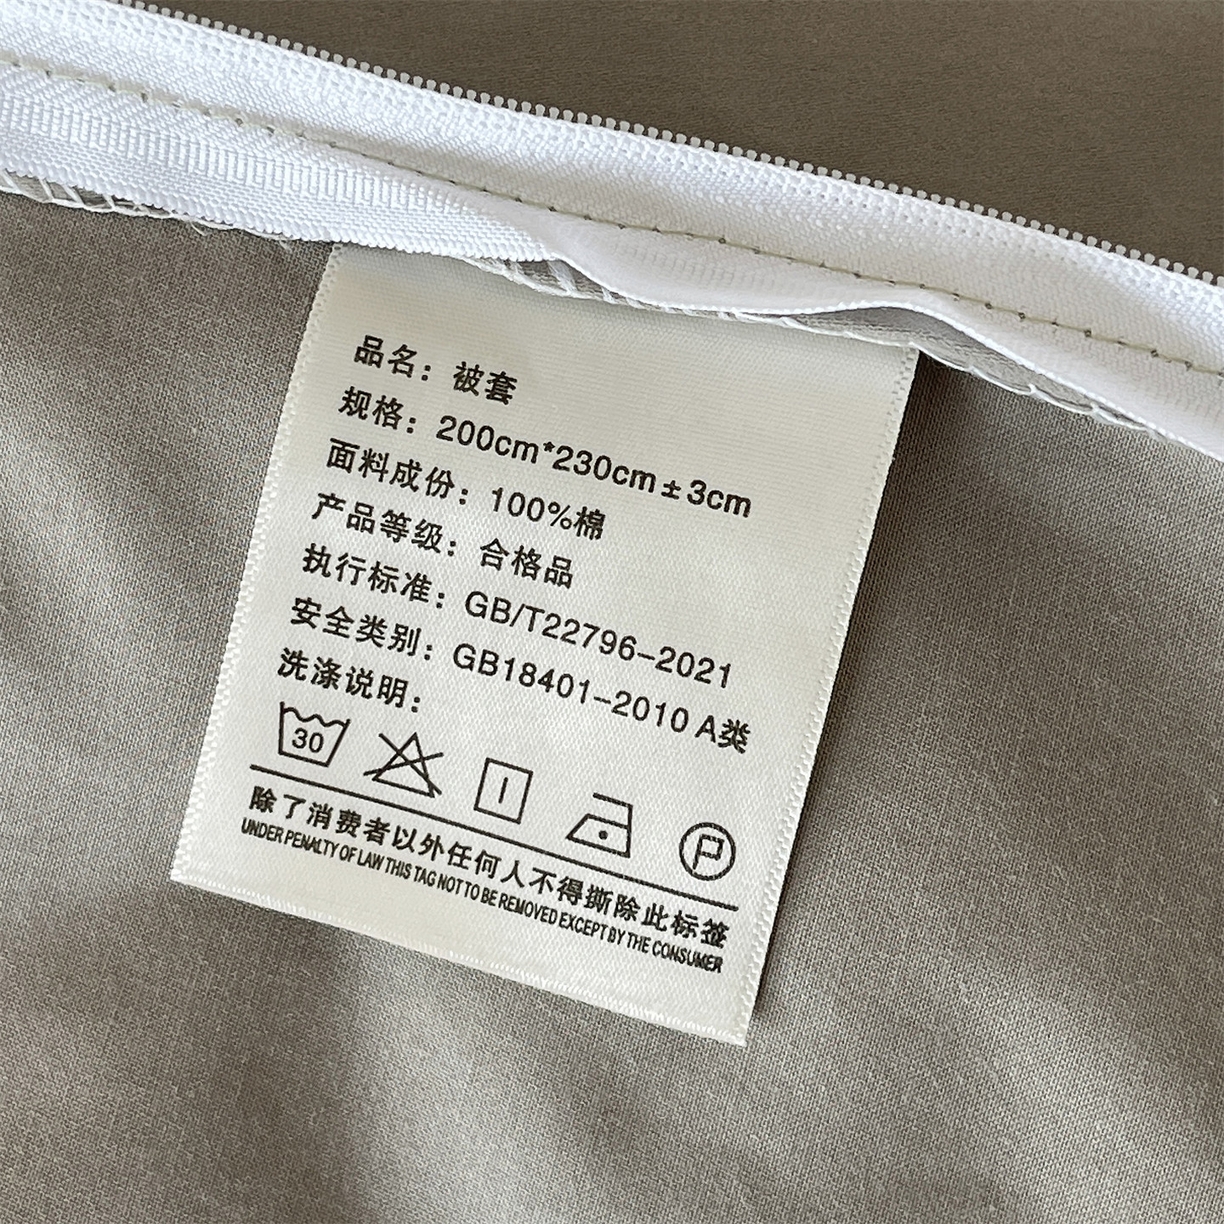 品名：被套
规格：200cm*230cm±3cm
面料成份：100%棉
产品等级：合格品
执行标准：GB/T22796-2021
安全类别：GB18401-2010 A类
洗涤说明：
30
P
除了消费者以外任何人不得撕除此标签
UNDER PENALTY OF LAW THIS TAG NOT TO BE REMOVED EXCEPT BY THE CONSUMER